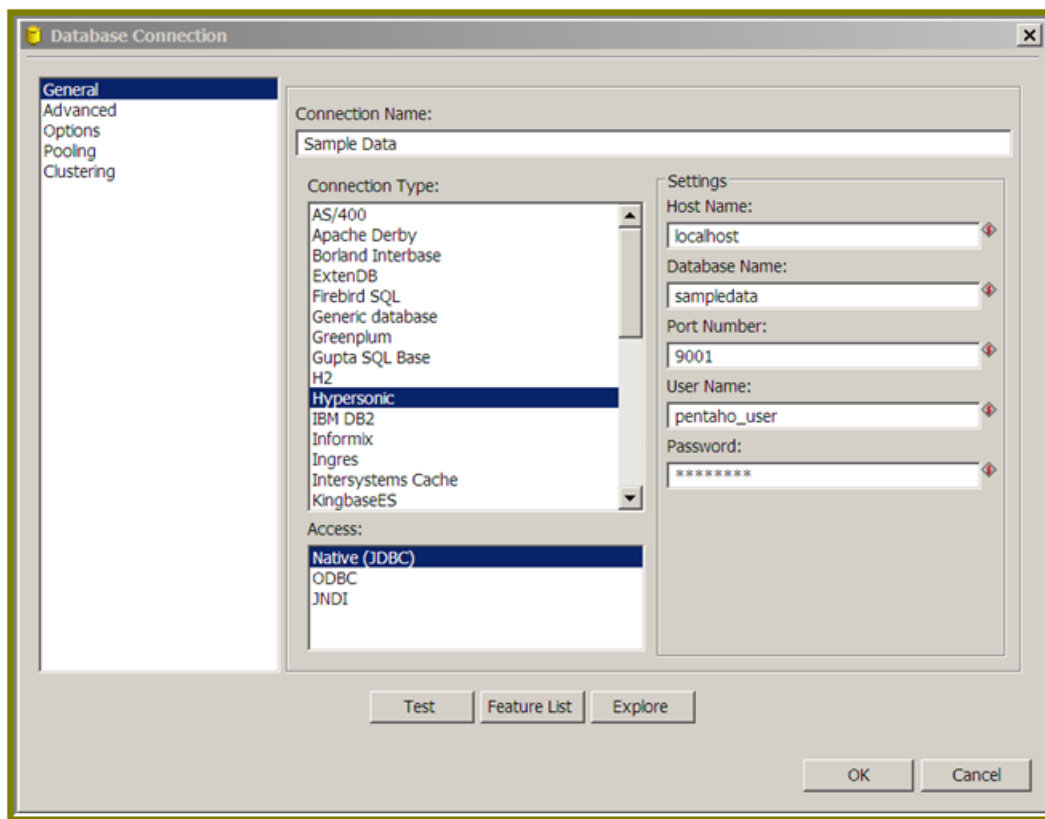 Database Connection
General
Advanced
Options
Pooling
Clustering
Connection Name:
Sample Data
Connection Type:
AS/400
Apache Derby
Borland Interbase
ExtenDB
Firebird SQL
Generic database
Greenplum
Gupta SQL Base
H2
Hypersonic
IBM DB2
Informix
Ingres
Intersystems Cache
KingbaseES
Access:
Native (JDBC)
ODBC
JNDI
Settings
Host Name:
localhost
Database Name:
sampledata
Port Number:
9001
User Name:
pentaho_user
Password:
********
Test
Feature List
Explore
OK
Cancel